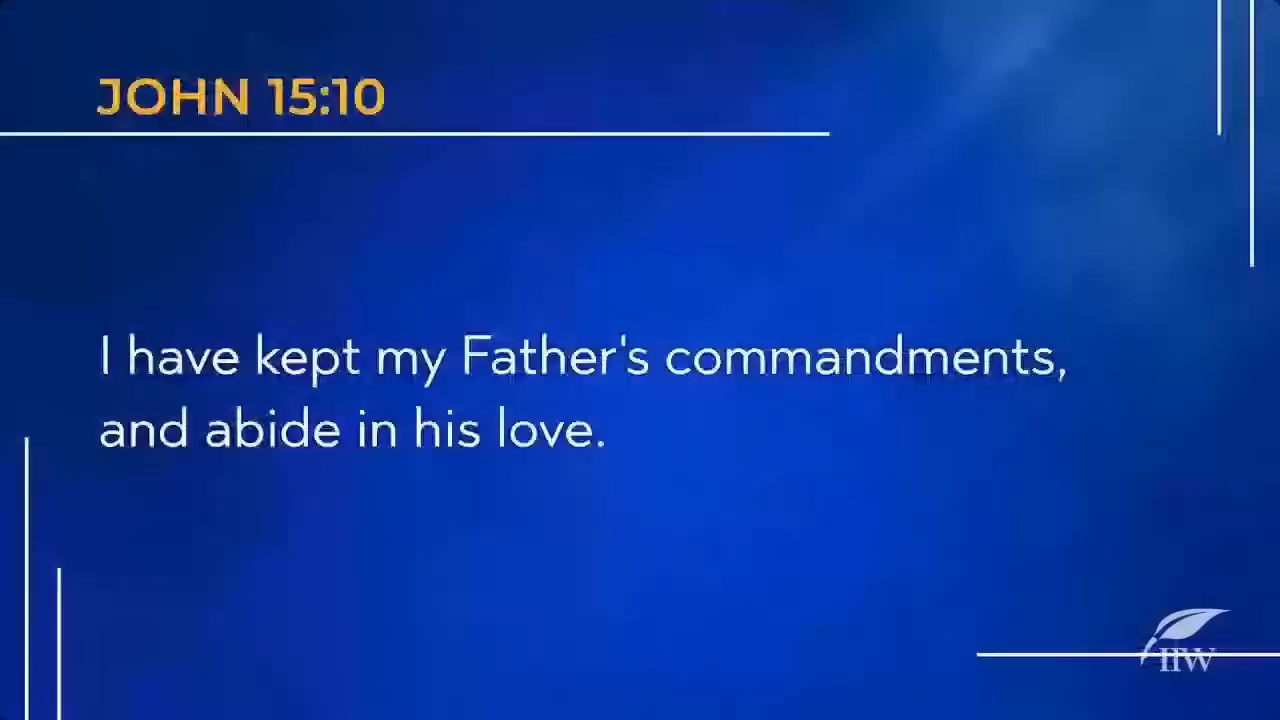 JOHN 15:10
I have kept my Father's commandments,
and abide in his love.
IIW